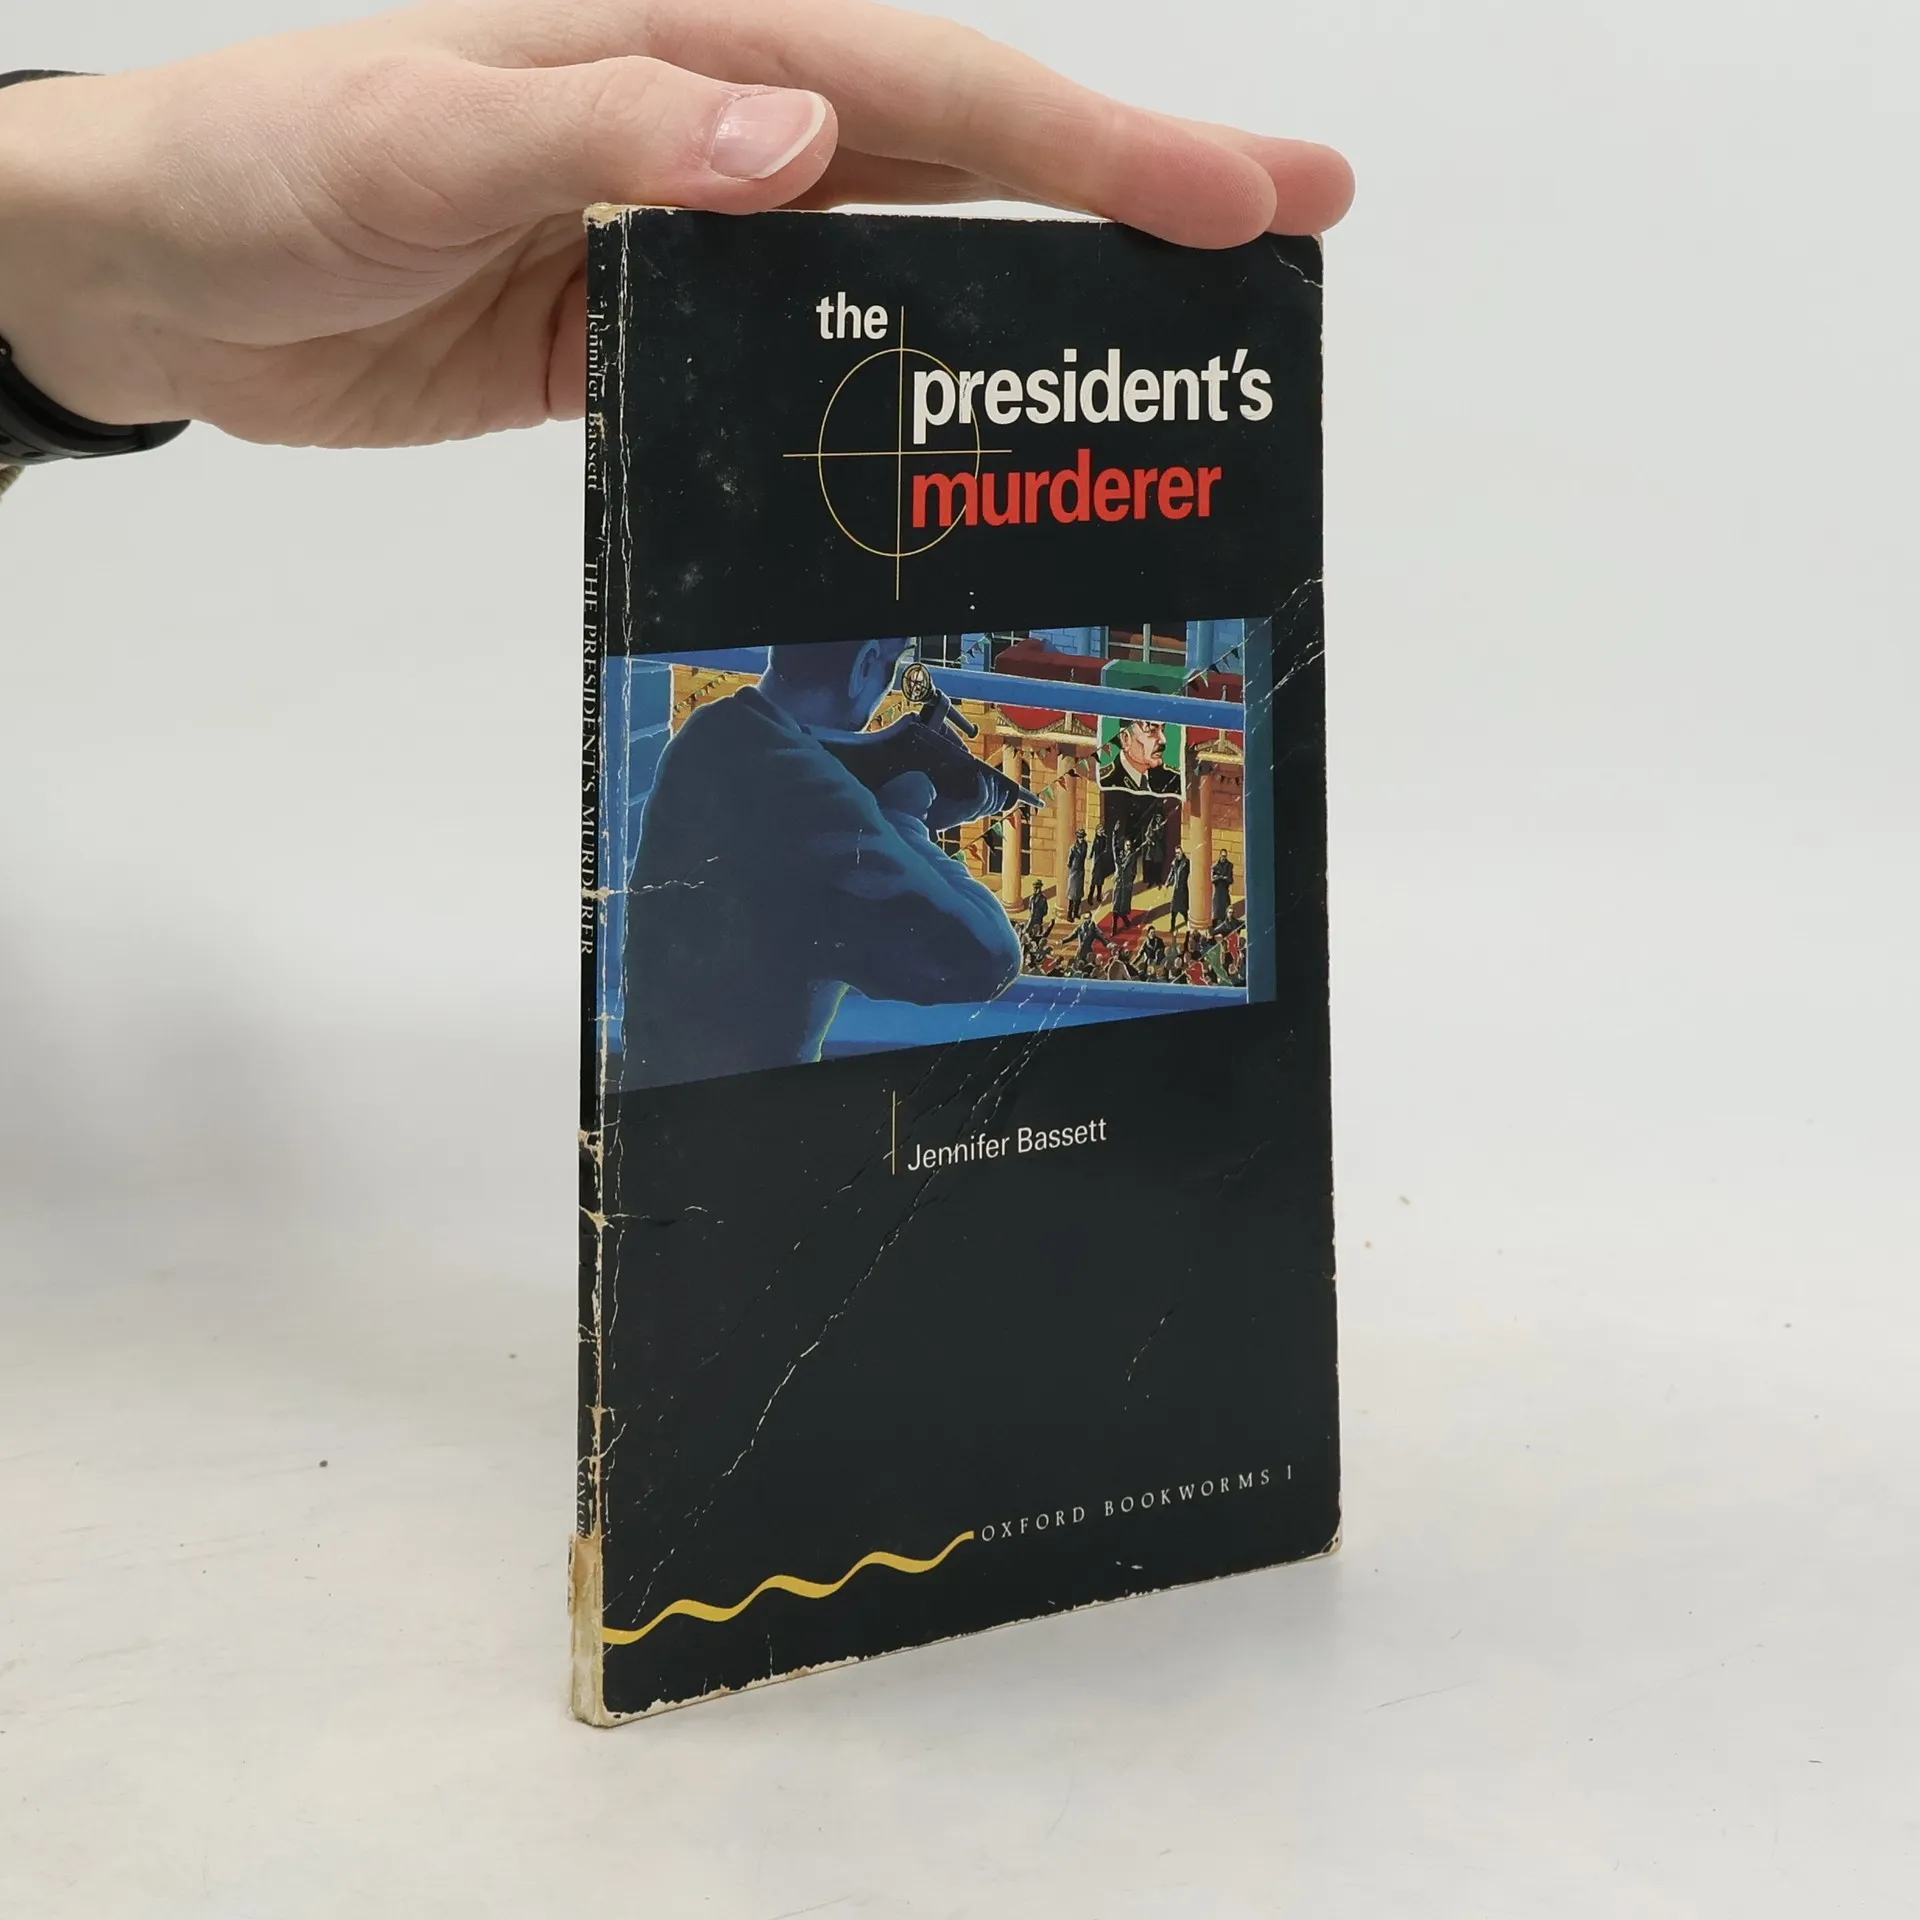 the
president's
murderer
Jennifer Bassett
OXFORD BOOKWORMS 1
Jennifer Bassett THE PRESIDENT'S MURDERER